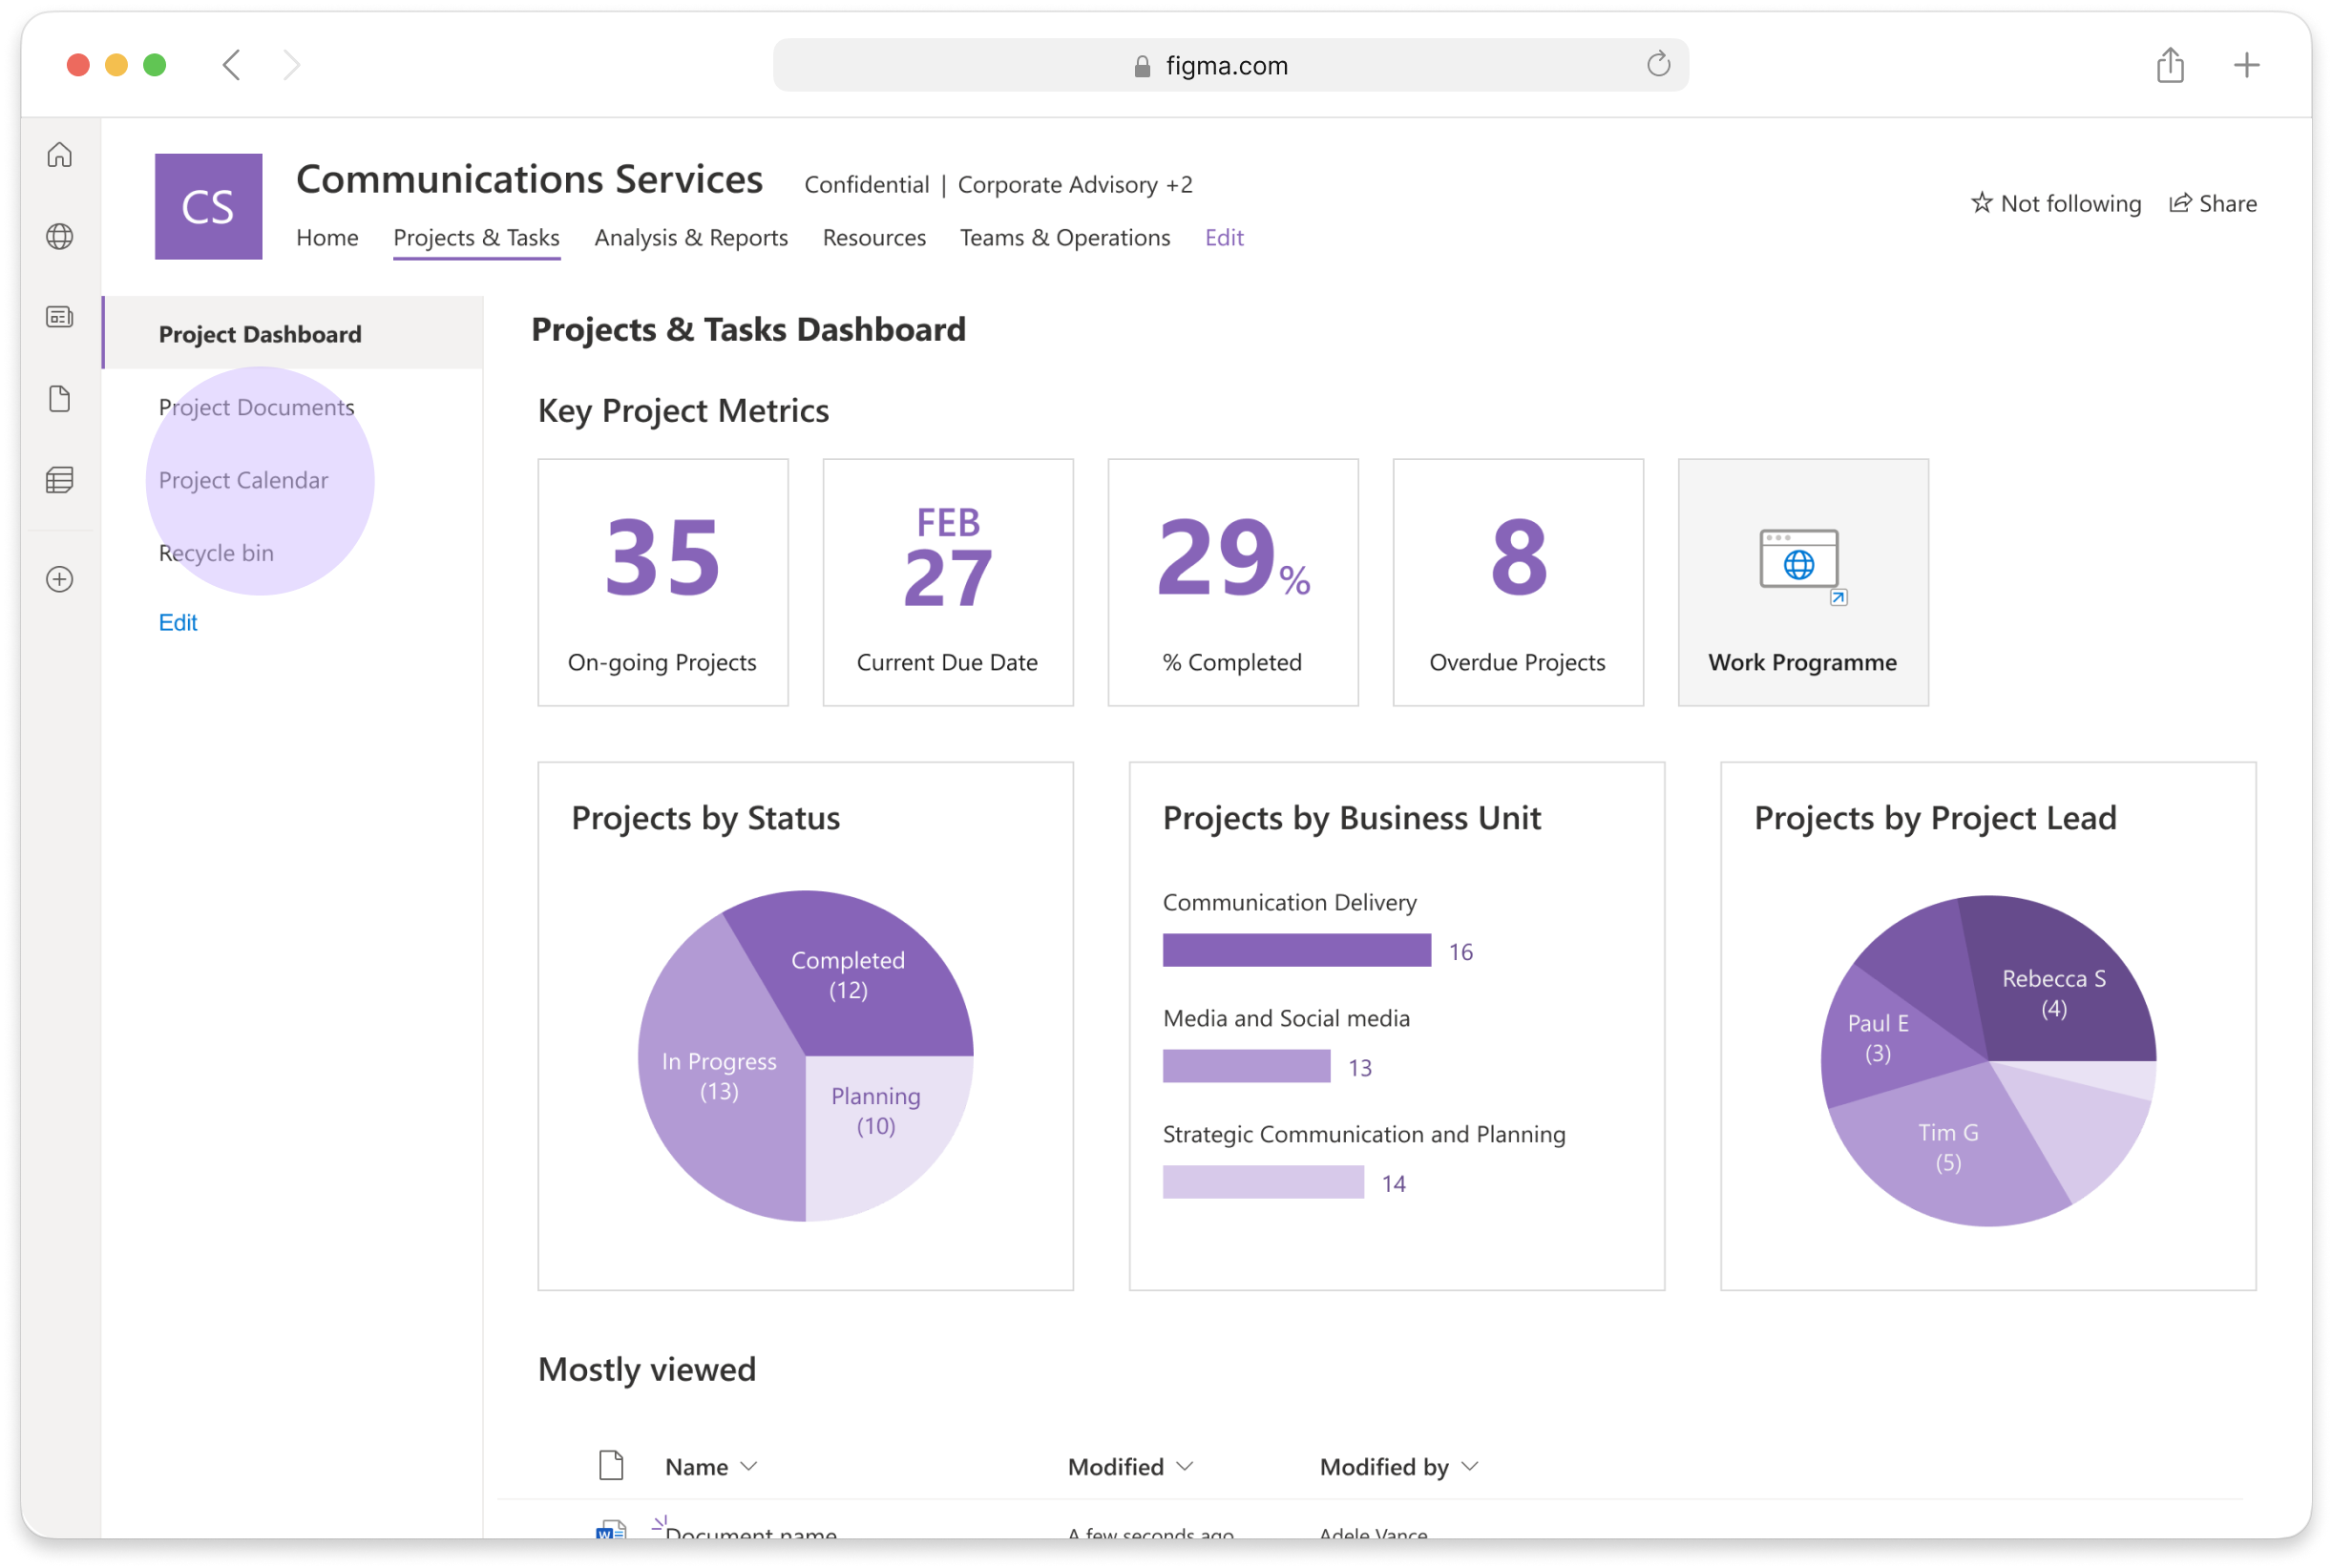 figma.com
CS
Communications Services
Confidential | Corporate Advisory +2
Home Projects & Tasks Analysis & Reports Resources Teams & Operations Edit
Not following Share
Project Dashboard
Project Documents
Project Calendar
Recycle bin
Edit
Projects & Tasks Dashboard
Key Project Metrics
35
On-going Projects
FEB
27
Current Due Date
29%
% Completed
8
Overdue Projects
Work Programme
Projects by Status
Completed
(12)
In Progress
(13)
Planning
(10)
Projects by Business Unit
Communication Delivery
16
Media and Social media
13
Strategic Communication and Planning
14
Projects by Project Lead
Rebecca S
(4)
Paul E
(3)
Tim G
(5)
Mostly viewed
Name Modified Modified by
W Document name A few seconds ago Adele Vance